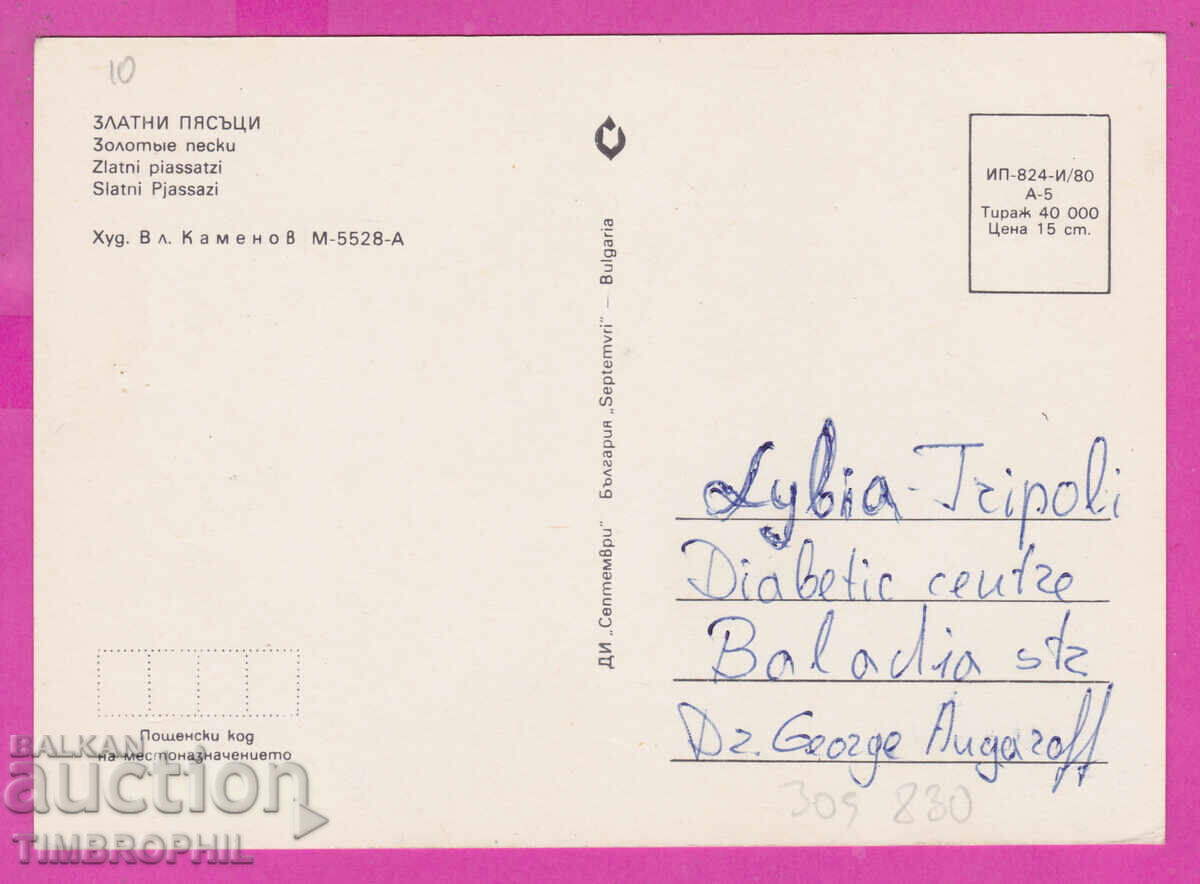 10
ЗЛАТНИ ПЯСЪЦИ
Золотые пески
Zlatni piassatzi
Slatni Pjassazi
Худ. Вл. Каменов М-5528-А
ДИ „Септември" България „Septemvri" — Bulgaria
ИП-824-И/80
А-5
Тираж 40 000
Цена 15 ст.
Lybia-Tripoli
Diabetic centre
Baladia str
Dr. George Angaroff
309 830
Пощенски код
на местоназначението
BALKAN
auction
TIMBROPHIL